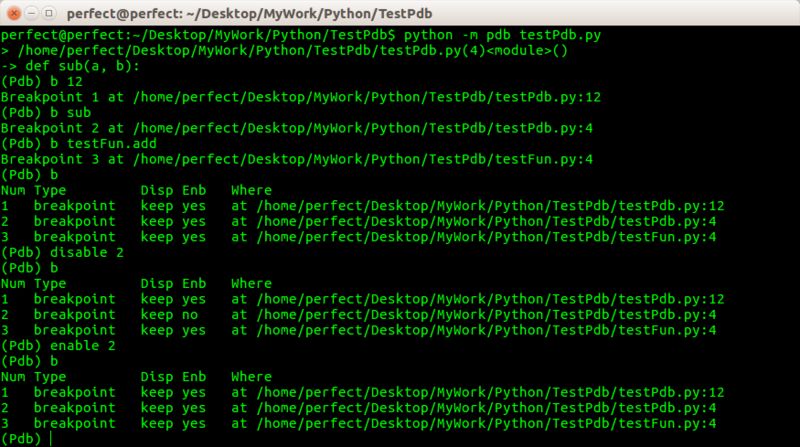 perfect@perfect: ~/Desktop/MyWork/Python/TestPdb
perfect@perfect:~/Desktop/MyWork/Python/TestPdb$ python -m pdb testPdb.py
> /home/perfect/Desktop/MyWork/Python/TestPdb/testPdb.py(4)<module>()
-> def sub(a, b):
(Pdb) b 12
Breakpoint 1 at /home/perfect/Desktop/MyWork/Python/TestPdb/testPdb.py:12
(Pdb) b sub
Breakpoint 2 at /home/perfect/Desktop/MyWork/Python/TestPdb/testPdb.py:4
(Pdb) b testFun.add
Breakpoint 3 at /home/perfect/Desktop/MyWork/Python/TestPdb/testFun.py:4
(Pdb) b
Num Type         Disp Enb   Where
1   breakpoint   keep yes   at /home/perfect/Desktop/MyWork/Python/TestPdb/testPdb.py:12
2   breakpoint   keep yes   at /home/perfect/Desktop/MyWork/Python/TestPdb/testPdb.py:4
3   breakpoint   keep yes   at /home/perfect/Desktop/MyWork/Python/TestPdb/testFun.py:4
(Pdb) disable 2
(Pdb) b
Num Type         Disp Enb   Where
1   breakpoint   keep yes   at /home/perfect/Desktop/MyWork/Python/TestPdb/testPdb.py:12
2   breakpoint   keep no    at /home/perfect/Desktop/MyWork/Python/TestPdb/testPdb.py:4
3   breakpoint   keep yes   at /home/perfect/Desktop/MyWork/Python/TestPdb/testFun.py:4
(Pdb) enable 2
(Pdb) b
Num Type         Disp Enb   Where
1   breakpoint   keep yes   at /home/perfect/Desktop/MyWork/Python/TestPdb/testPdb.py:12
2   breakpoint   keep yes   at /home/perfect/Desktop/MyWork/Python/TestPdb/testPdb.py:4
3   breakpoint   keep yes   at /home/perfect/Desktop/MyWork/Python/TestPdb/testFun.py:4
(Pdb)